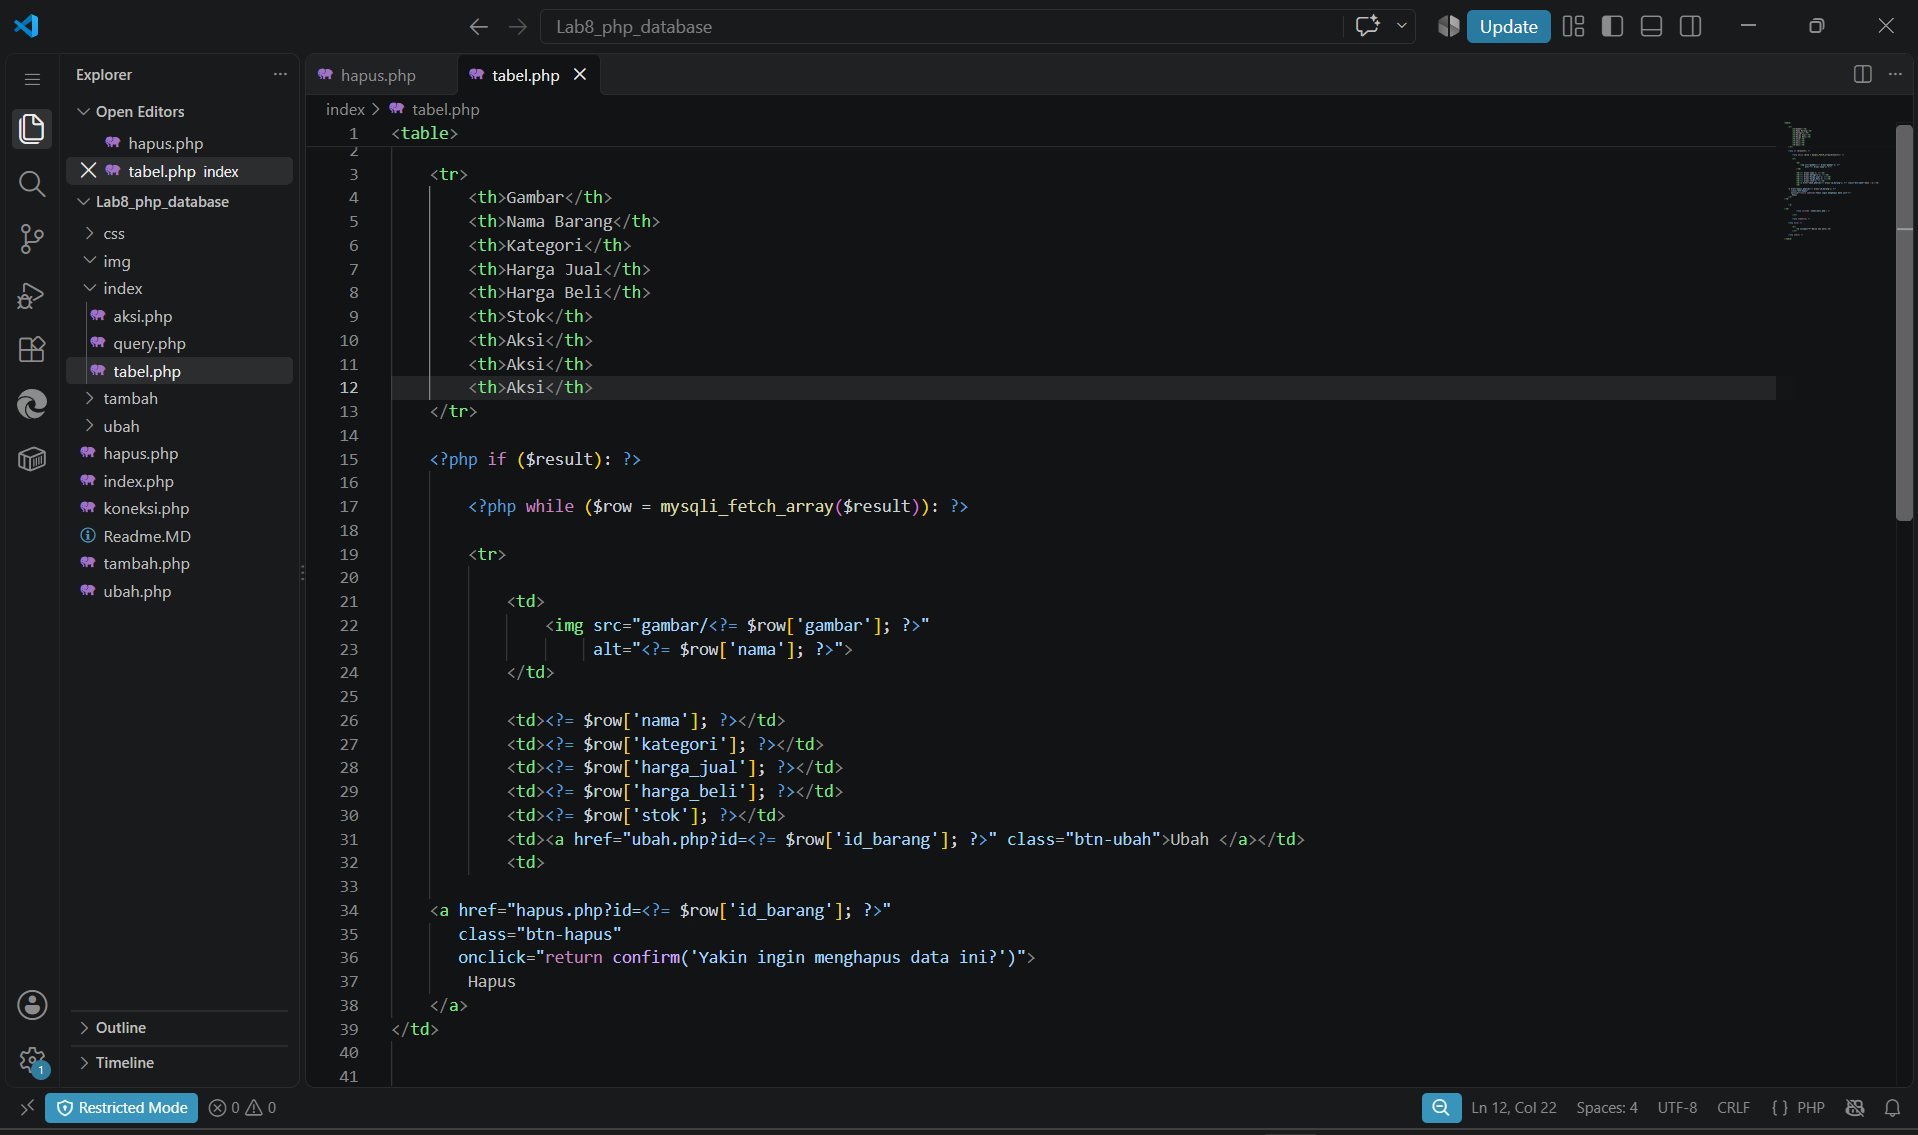 Lab8_php_database
Update
Explorer
hapus.php
tabel.php
Open Editors
hapus.php
tabel.php index
Lab8_php_database
css
img
index
aksi.php
query.php
tabel.php
tambah
ubah
hapus.php
index.php
koneksi.php
Readme.MD
tambah.php
ubah.php
Outline
Timeline
index > tabel.php
1 <table>
2
3 <tr>
4 <th>Gambar</th>
5 <th>Nama Barang</th>
6 <th>Kategori</th>
7 <th>Harga Jual</th>
8 <th>Harga Beli</th>
9 <th>Stok</th>
10 <th>Aksi</th>
11 <th>Aksi</th>
12 <th>Aksi</th>
13 </tr>
14
15 <?php if ($result): ?>
16
17 <?php while ($row = mysqli_fetch_array($result)): ?>
18
19 <tr>
20
21 <td>
22 <img src="gambar/<?= $row['gambar']; ?>"
23 alt="<?= $row['nama']; ?>">
24 </td>
25
26 <td><?= $row['nama']; ?></td>
27 <td><?= $row['kategori']; ?></td>
28 <td><?= $row['harga_jual']; ?></td>
29 <td><?= $row['harga_beli']; ?></td>
30 <td><?= $row['stok']; ?></td>
31 <td><a href="ubah.php?id=<?= $row['id_barang']; ?>" class="btn-ubah">Ubah </a></td>
32 <td>
33
34 <a href="hapus.php?id=<?= $row['id_barang']; ?>"
35 class="btn-hapus"
36 onclick="return confirm('Yakin ingin menghapus data ini?')">
37 Hapus
38 </a>
39 </td>
40
41
1
Restricted Mode
0
0
Ln 12, Col 22
Spaces: 4
UTF-8
CRLF
{ } PHP